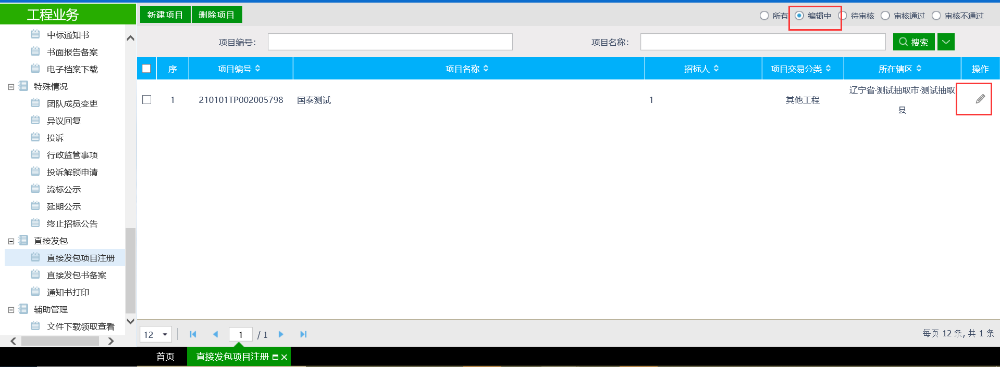 工程业务
中标通知书
书面报告备案
电子档案下载
特殊情况
团队成员变更
异议回复
投诉
行政监管事项
投诉解锁申请
流标公示
延期公示
终止招标公告
直接发包
直接发包项目注册
直接发包书备案
通知书打印
辅助管理
文件下载领取查看
新建项目 删除项目
所有 编辑中 待审核 审核通过 审核不通过
项目编号： 项目名称： 搜索
序 项目编号 项目名称 招标人 项目交易分类 所在辖区 操作
1 210101TP002005798 国泰测试 1 其他工程 辽宁省·测试抽取市·测试抽取
县
12 1 / 1 每页 12 条, 共 1 条
首页 直接发包项目注册